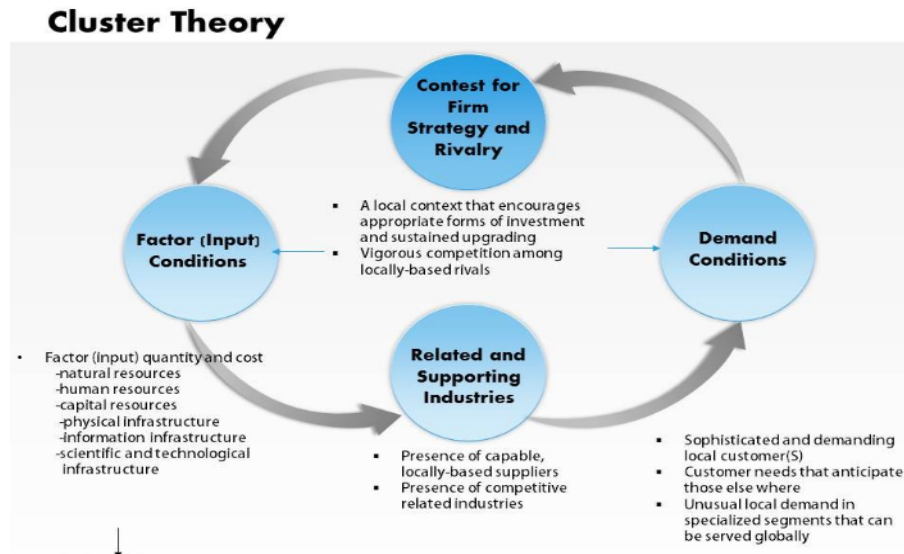 Cluster Theory
Contest for
Firm
Strategy and
Rivalry
▪ A local context that encourages
appropriate forms of investment
and sustained upgrading
▪ Vigorous competition among
locally-based rivals
Factor (Input)
Conditions
Demand
Conditions
Related and
Supporting
Industries
• Factor (input) quantity and cost
-natural resources
-human resources
-capital resources
-physical infrastructure
-information infrastructure
-scientific and technological
infrastructure
▪ Presence of capable,
locally-based suppliers
▪ Presence of competitive
related industries
▪ Sophisticated and demanding
local customer(S)
▪ Customer needs that anticipate
those else where
▪ Unusual local demand in
specialized segments that can
be served globally